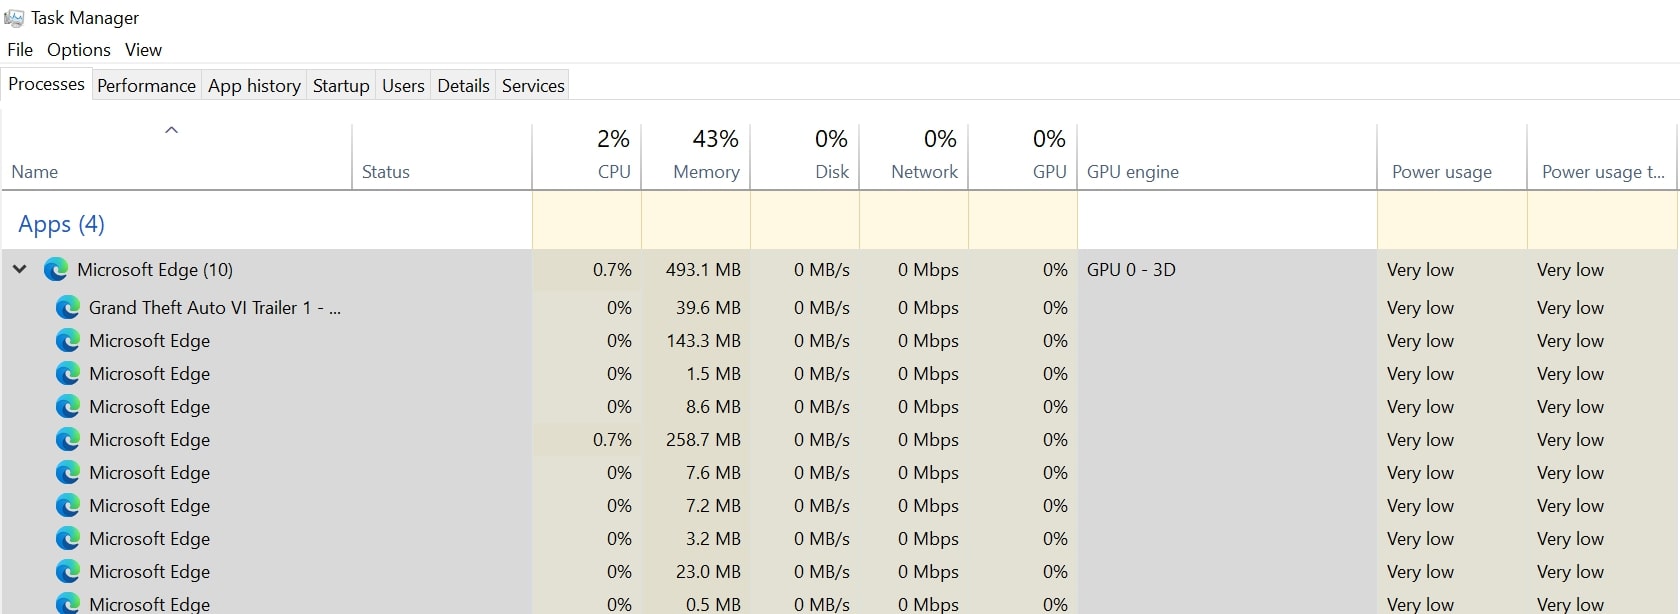 Task Manager
File Options View
Processes Performance App history Startup Users Details Services
2% 43% 0% 0% 0%
Name Status CPU Memory Disk Network GPU GPU engine Power usage Power usage t...
Apps (4)
Microsoft Edge (10) 0.7% 493.1 MB 0 MB/s 0 Mbps 0% GPU 0 - 3D Very low Very low
Grand Theft Auto VI Trailer 1 - ... 0% 39.6 MB 0 MB/s 0 Mbps 0% Very low Very low
Microsoft Edge 0% 143.3 MB 0 MB/s 0 Mbps 0% Very low Very low
Microsoft Edge 0% 1.5 MB 0 MB/s 0 Mbps 0% Very low Very low
Microsoft Edge 0% 8.6 MB 0 MB/s 0 Mbps 0% Very low Very low
Microsoft Edge 0.7% 258.7 MB 0 MB/s 0 Mbps 0% Very low Very low
Microsoft Edge 0% 7.6 MB 0 MB/s 0 Mbps 0% Very low Very low
Microsoft Edge 0% 7.2 MB 0 MB/s 0 Mbps 0% Very low Very low
Microsoft Edge 0% 3.2 MB 0 MB/s 0 Mbps 0% Very low Very low
Microsoft Edge 0% 23.0 MB 0 MB/s 0 Mbps 0% Very low Very low
Microsoft Edge 0% 0.5 MB 0 MB/s 0 Mbps 0% Very low Very low